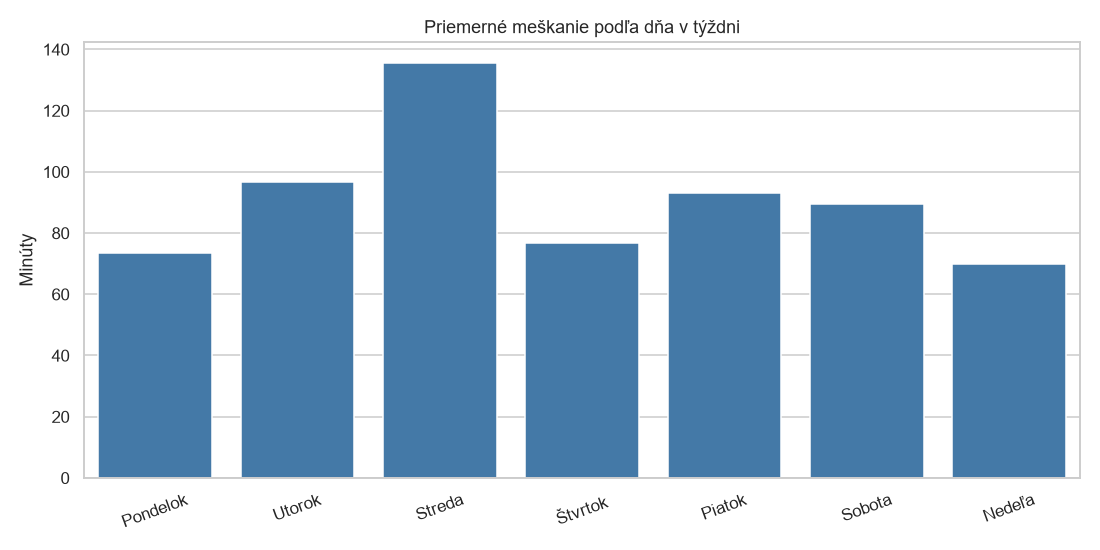 Priemerné meškanie podľa dňa v týždni
Minúty
140
120
100
80
60
40
20
0
Pondelok
Utorok
Streda
Štvrtok
Piatok
Sobota
Nedeľa